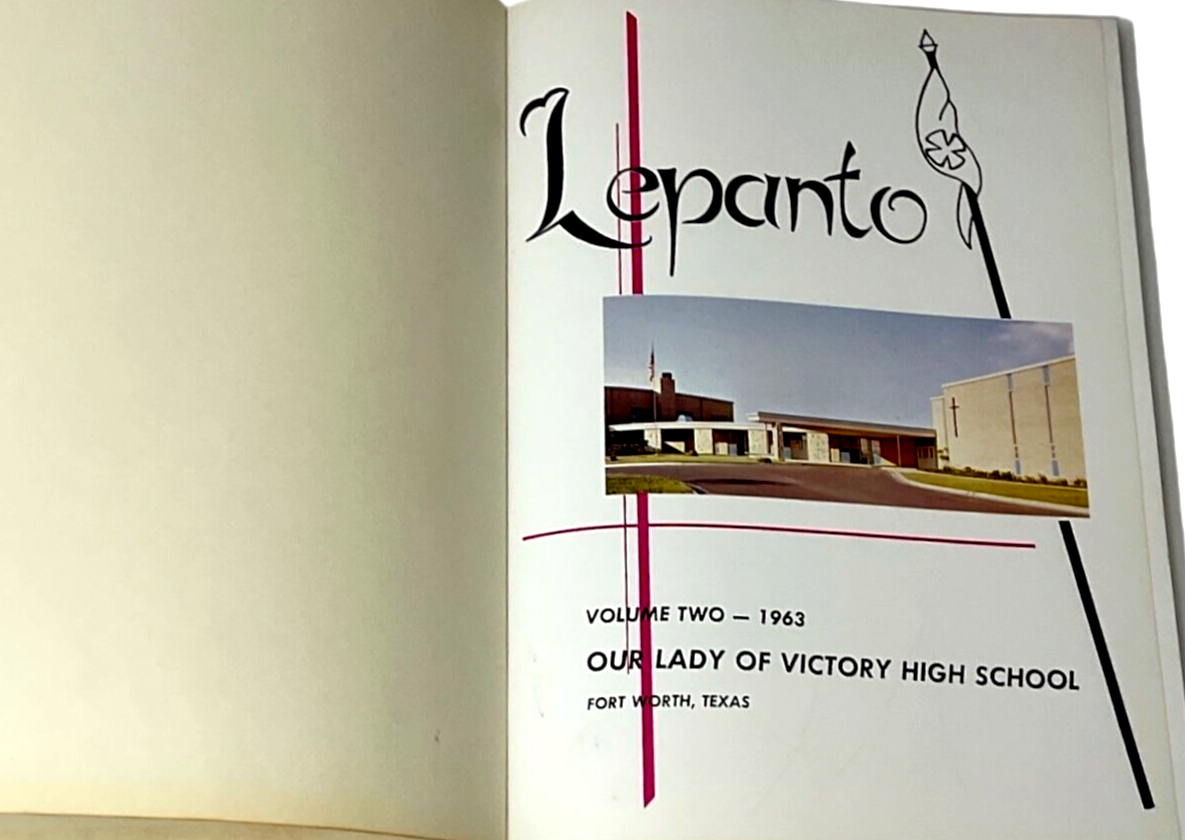 Lepanto
VOLUME TWO — 1963
OUR LADY OF VICTORY HIGH SCHOOL
FORT WORTH, TEXAS